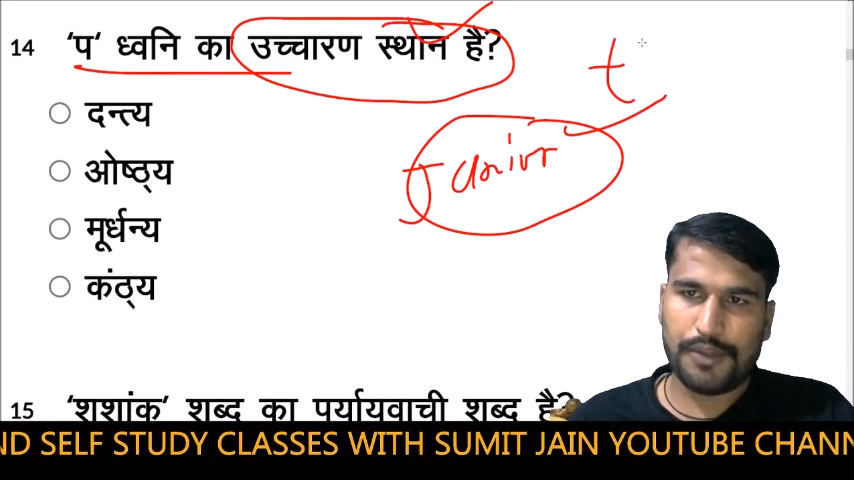 14 'प' ध्वनि का उच्चारण स्थान है?
t
दन्त्य
Junior
ओष्ठ्य
मूर्धन्य
कंठ्य
15 'शशांक' शब्द का पर्यायवाची शब्द है?
ND SELF STUDY CLASSES WITH SUMIT JAIN YOUTUBE CHANN